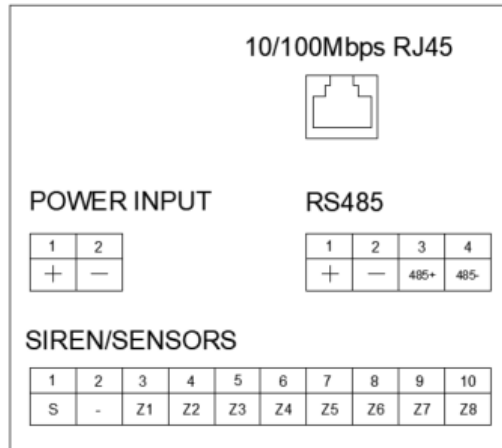 10/100Mbps RJ45
POWER INPUT
1 2
+ —
RS485
1 2 3 4
+ — 485+ 485-
SIREN/SENSORS
1 2 3 4 5 6 7 8 9 10
S - Z1 Z2 Z3 Z4 Z5 Z6 Z7 Z8